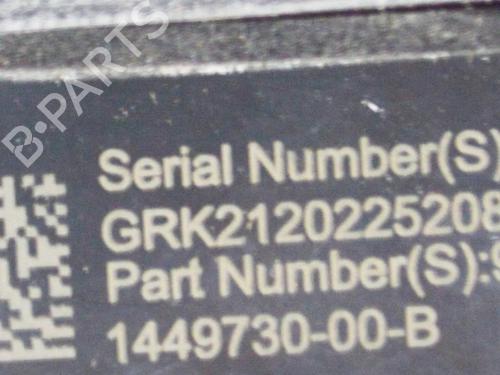 B·PARTS
Serial Number(S)
GRK2120225208
Part Number(S):
1449730-00-B